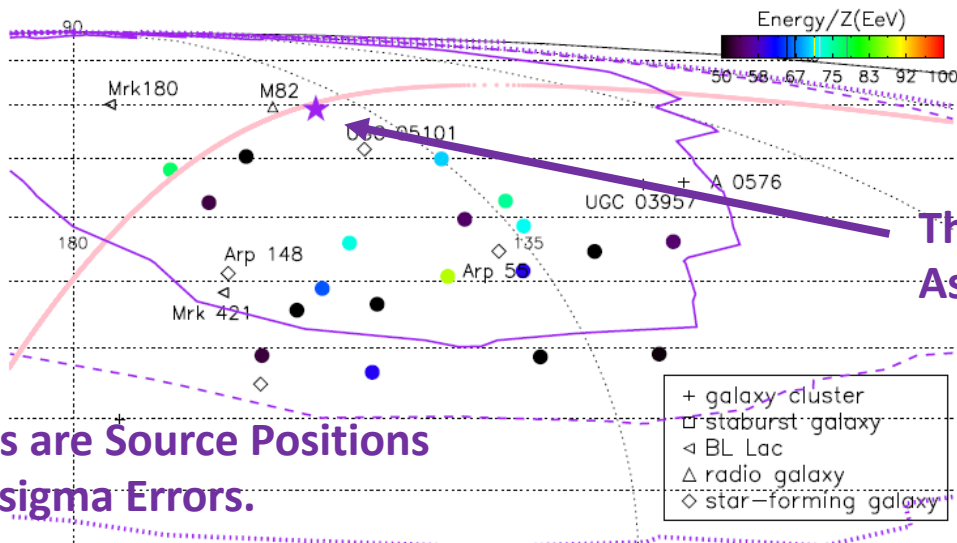 90
Energy/Z(EeV)
50 58 67 75 83 92 100
Mrk180
M82
UGC 05101
A 0576
UGC 03957
Th
180
135
Arp 148
Arp 55
As
Mrk 421
+ galaxy cluster
□ staburst galaxy
◁ BL Lac
△ radio galaxy
◇ star-forming galaxy
s are Source Positions
sigma Errors.